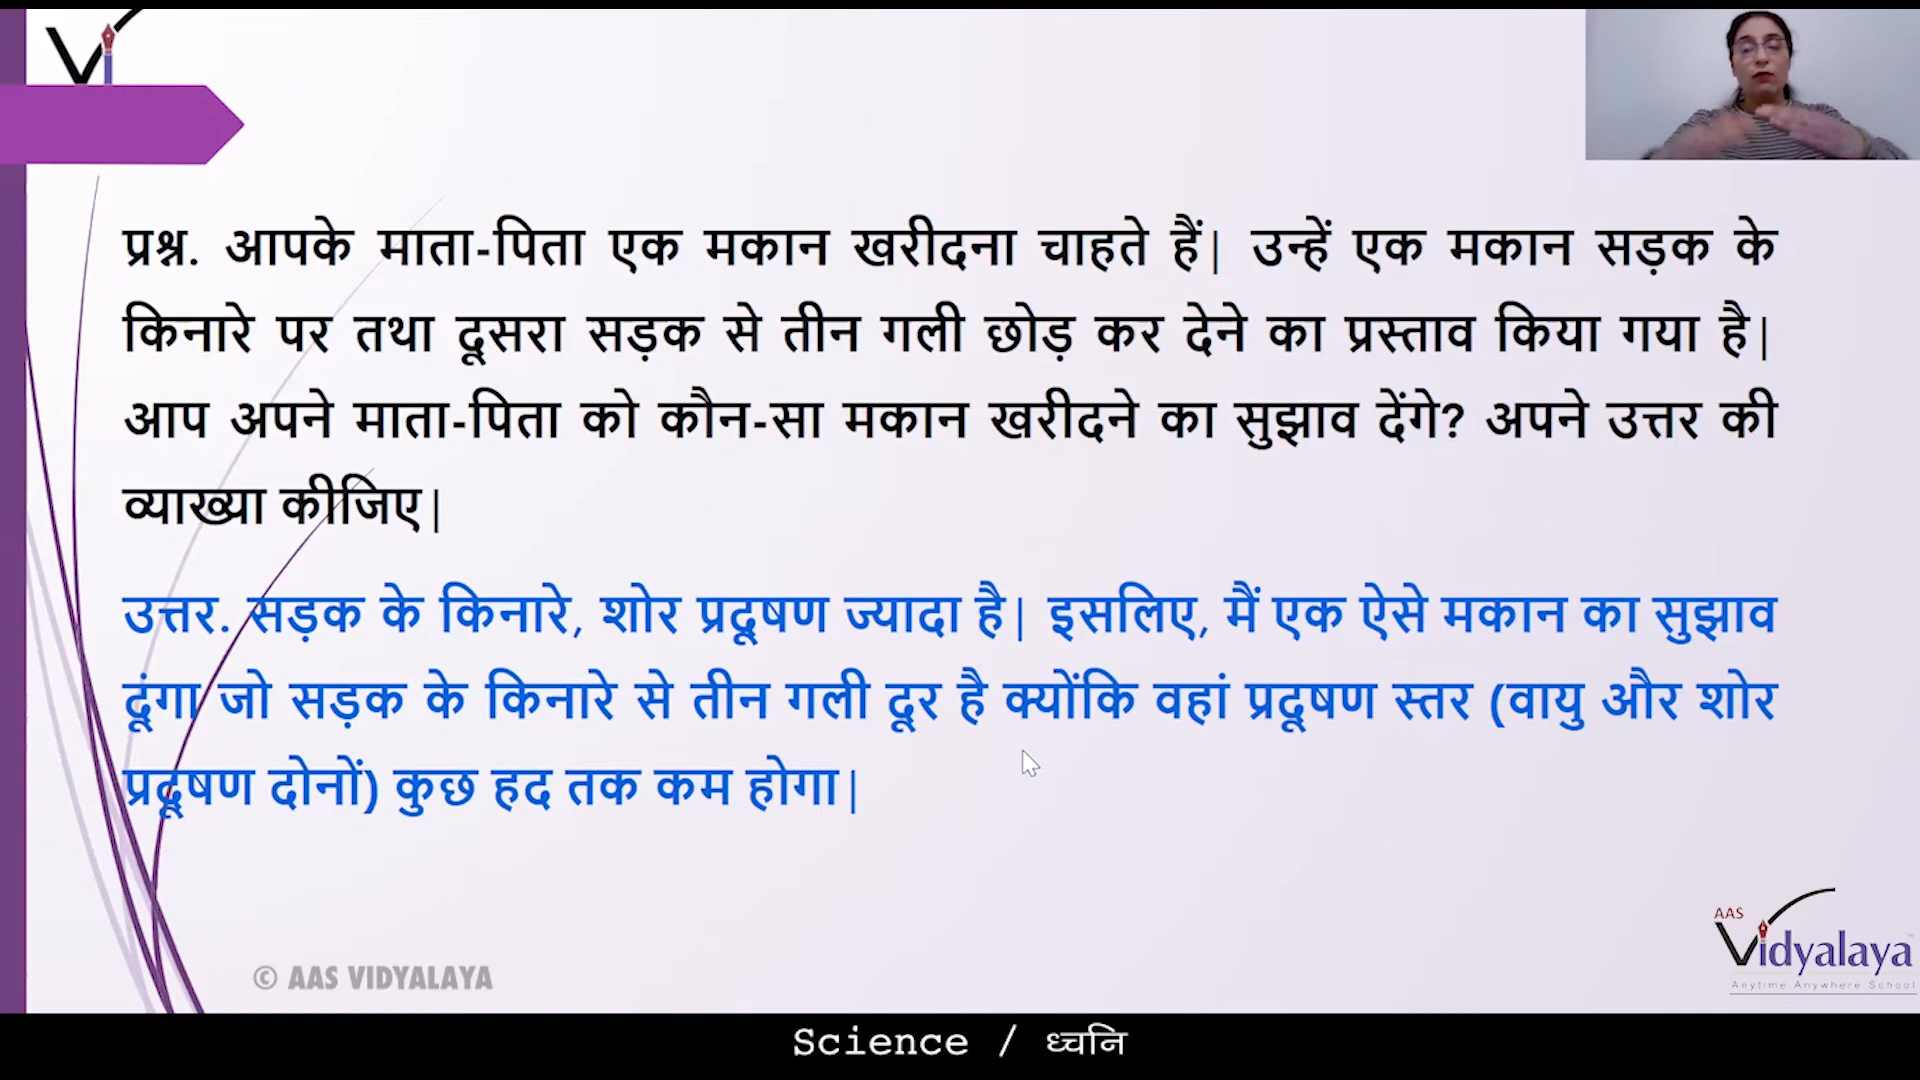 Vi
प्रश्न. आपके माता-पिता एक मकान खरीदना चाहते हैं| उन्हें एक मकान सड़क के
किनारे पर तथा दूसरा सड़क से तीन गली छोड़ कर देने का प्रस्ताव किया गया है|
आप अपने माता-पिता को कौन-सा मकान खरीदने का सुझाव देंगे? अपने उत्तर की
व्याख्या कीजिए|
उत्तर. सड़क के किनारे, शोर प्रदूषण ज्यादा है| इसलिए, मैं एक ऐसे मकान का सुझाव
दूंगा जो सड़क के किनारे से तीन गली दूर है क्योंकि वहां प्रदूषण स्तर (वायु और शोर
प्रदूषण दोनों) कुछ हद तक कम होगा|
AAS
Vidyalaya
Anytime Anywhere School
© AAS VIDYALAYA
Science / ध्वनि